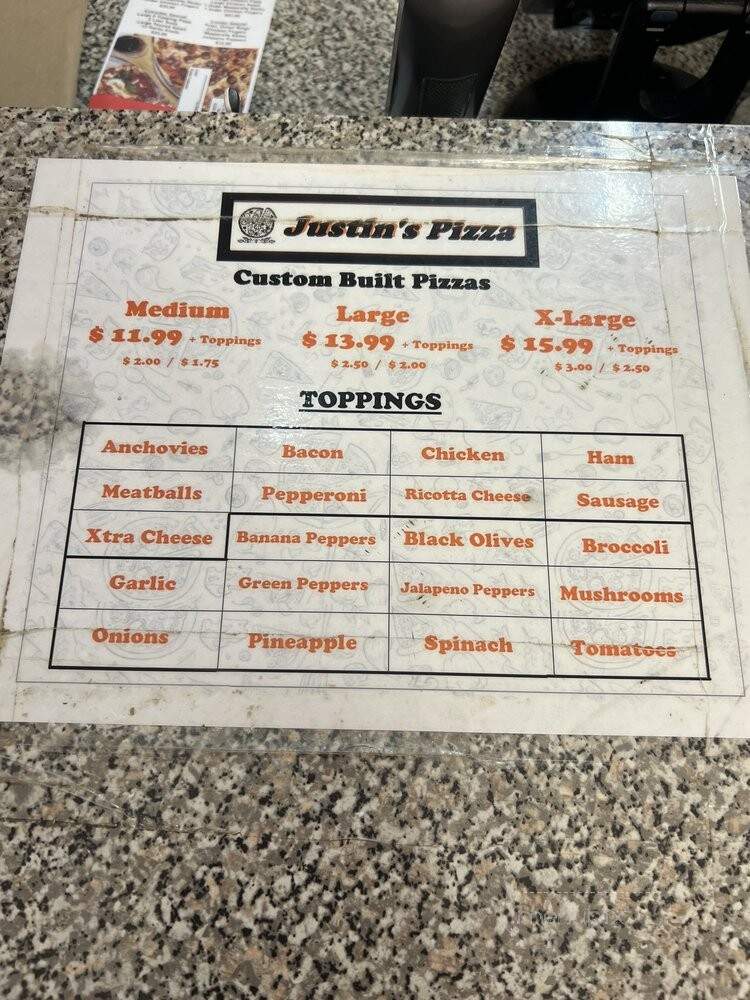 Justin's Pizza
Custom Built Pizzas
Medium
$ 11.99 + Toppings
$ 2.00 / $ 1.75
Large
$ 13.99 + Toppings
$ 2.50 / $ 2.00
X-Large
$ 15.99 + Toppings
$ 3.00 / $ 2.50
TOPPINGS
Anchovies Bacon Chicken Ham
Meatballs Pepperoni Ricotta Cheese Sausage
Xtra Cheese Banana Peppers Black Olives Broccoli
Garlic Green Peppers Jalapeno Peppers Mushrooms
Onions Pineapple Spinach Tomatoes